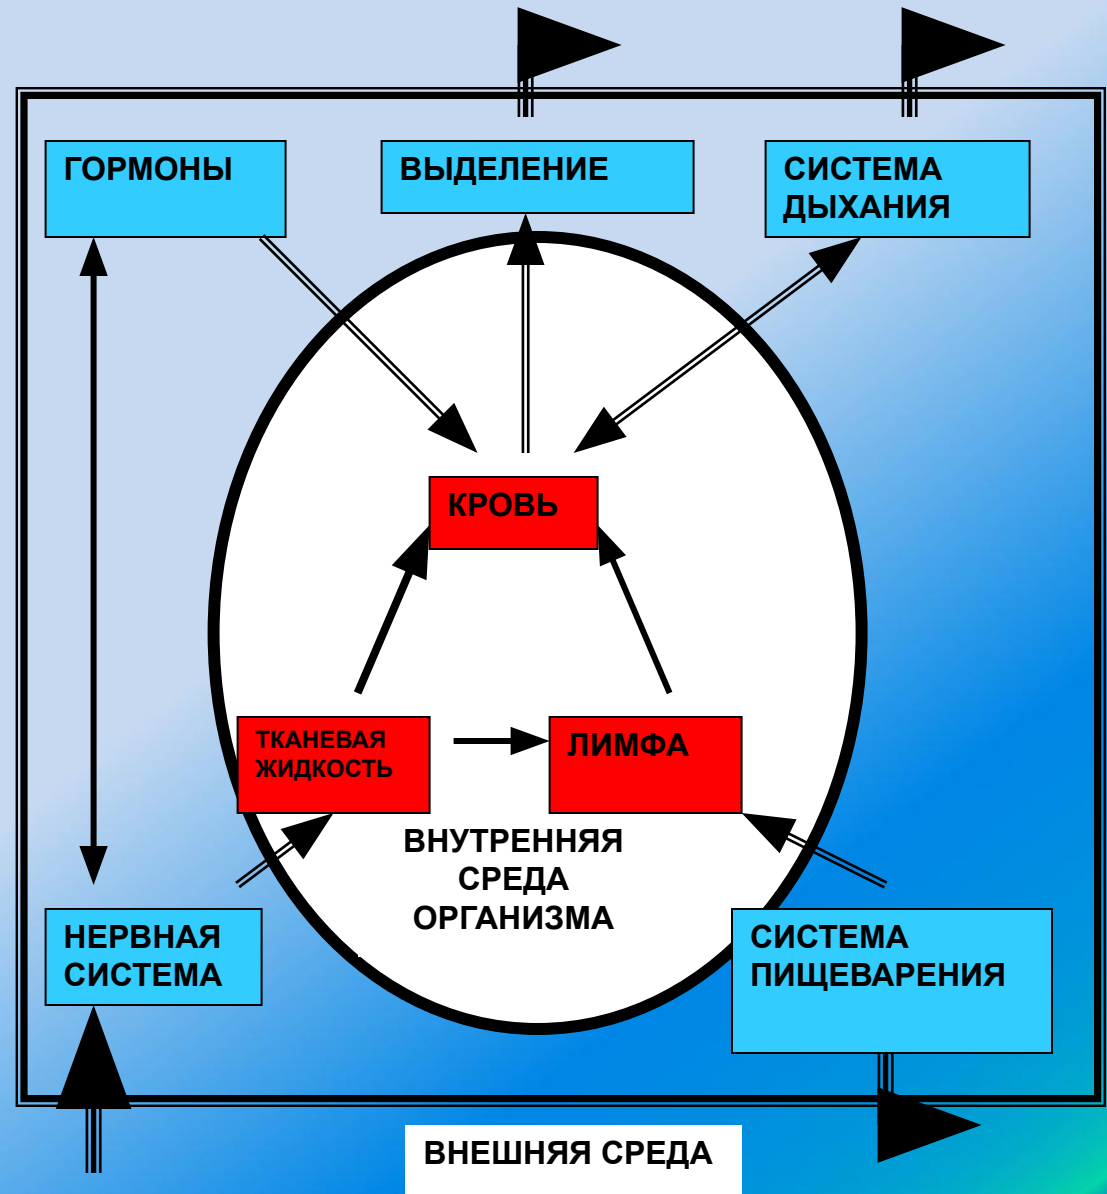 ГОРМОНЫ
ВЫДЕЛЕНИЕ
СИСТЕМА
ДЫХАНИЯ
КРОВЬ
ТКАНЕВАЯ
ЖИДКОСТЬ
ЛИМФА
ВНУТРЕННЯЯ
СРЕДА
ОРГАНИЗМА
НЕРВНАЯ
СИСТЕМА
СИСТЕМА
ПИЩЕВАРЕНИЯ
ВНЕШНЯЯ СРЕДА